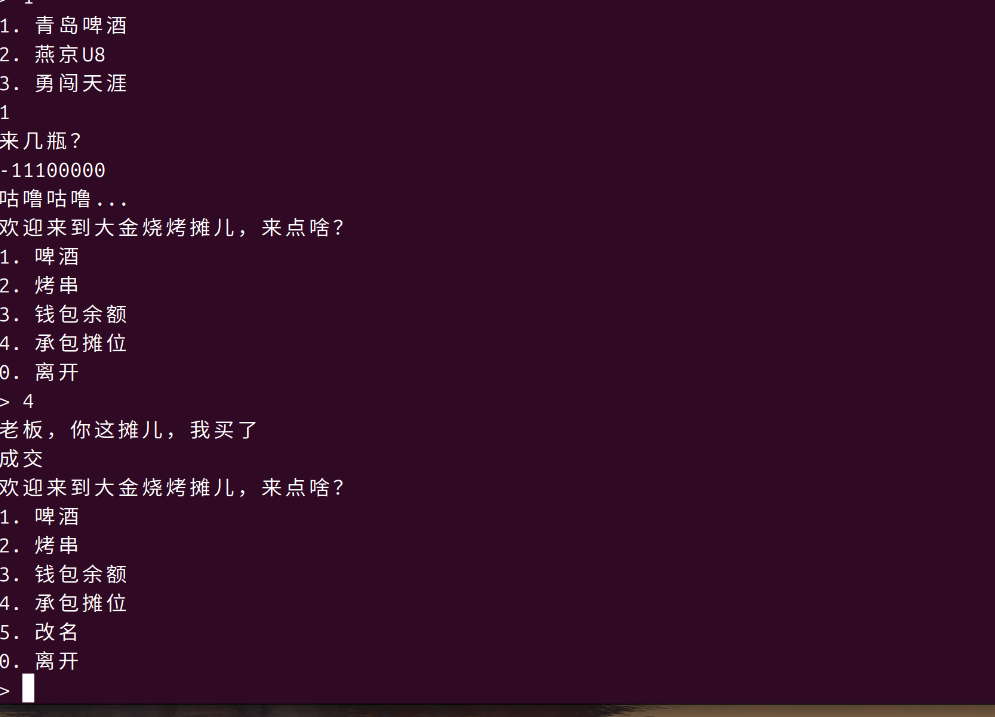 > 1
1. 青岛啤酒
2. 燕京U8
3. 勇闯天涯
1
来几瓶?
-11100000
咕噜咕噜...
欢迎来到大金烧烤摊儿，来点啥?
1. 啤酒
2. 烤串
3. 钱包余额
4. 承包摊位
0. 离开
> 4
老板，你这摊儿，我买了
成交
欢迎来到大金烧烤摊儿，来点啥?
1. 啤酒
2. 烤串
3. 钱包余额
4. 承包摊位
5. 改名
0. 离开
>